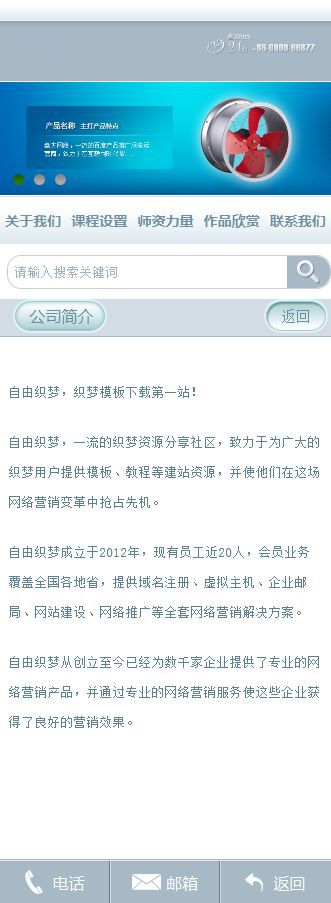 24H -86-0000-96877
产品名称 主打产品特点
关于我们 课程设置 师资力量 作品欣赏 联系我们
请输入搜索关键词
公司简介 返回
自由织梦，织梦模板下载第一站！
自由织梦，一流的织梦资源分享社区，致力于为广大的
织梦用户提供模板、教程等建站资源，并使他们在这场
网络营销变革中抢占先机。
自由织梦成立于2012年，现有员工近20人，会员业务
覆盖全国各地省，提供域名注册、虚拟主机、企业邮
局、网站建设、网络推广等全套网络营销解决方案。
自由织梦从创立至今已经为数千家企业提供了专业的网
络营销产品，并通过专业的网络营销服务使这些企业获
得了良好的营销效果。
电话 邮箱 返回